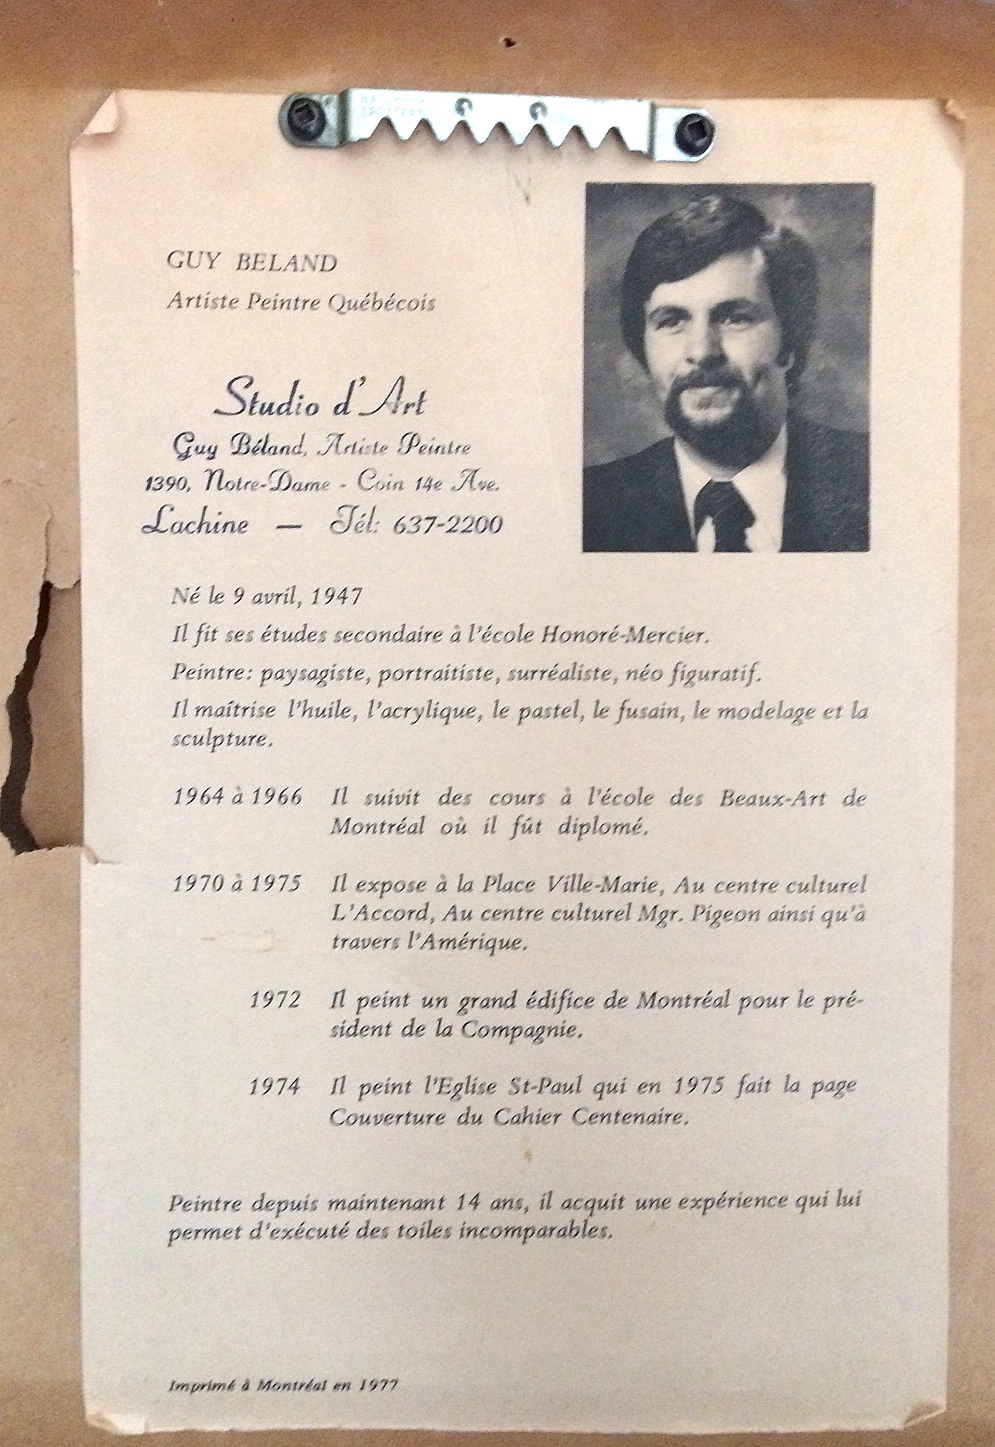 GUY BELAND
Artiste Peintre Québécois
Studio d'Art
Guy Béland, Artiste Peintre
1390, Notre-Dame - Coin 14e Ave.
Lachine — Tél: 637-2200
Né le 9 avril, 1947
Il fit ses études secondaire à l'école Honoré-Mercier.
Peintre: paysagiste, portraitiste, surréaliste, néo figuratif.
Il maîtrise l'huile, l'acrylique, le pastel, le fusain, le modelage et la
sculpture.
1964 à 1966 Il suivit des cours à l'école des Beaux-Art de
Montréal où il fût diplomé.
1970 à 1975 Il expose à la Place Ville-Marie, Au centre culturel
L'Accord, Au centre culturel Mgr. Pigeon ainsi qu'à
travers l'Amérique.
1972 Il peint un grand édifice de Montréal pour le pré-
sident de la Compagnie.
1974 Il peint l'Eglise St-Paul qui en 1975 fait la page
Couverture du Cahier Centenaire.
Peintre depuis maintenant 14 ans, il acquit une expérience qui lui
permet d'exécuté des toiles incomparables.
Imprimé à Montréal en 1977